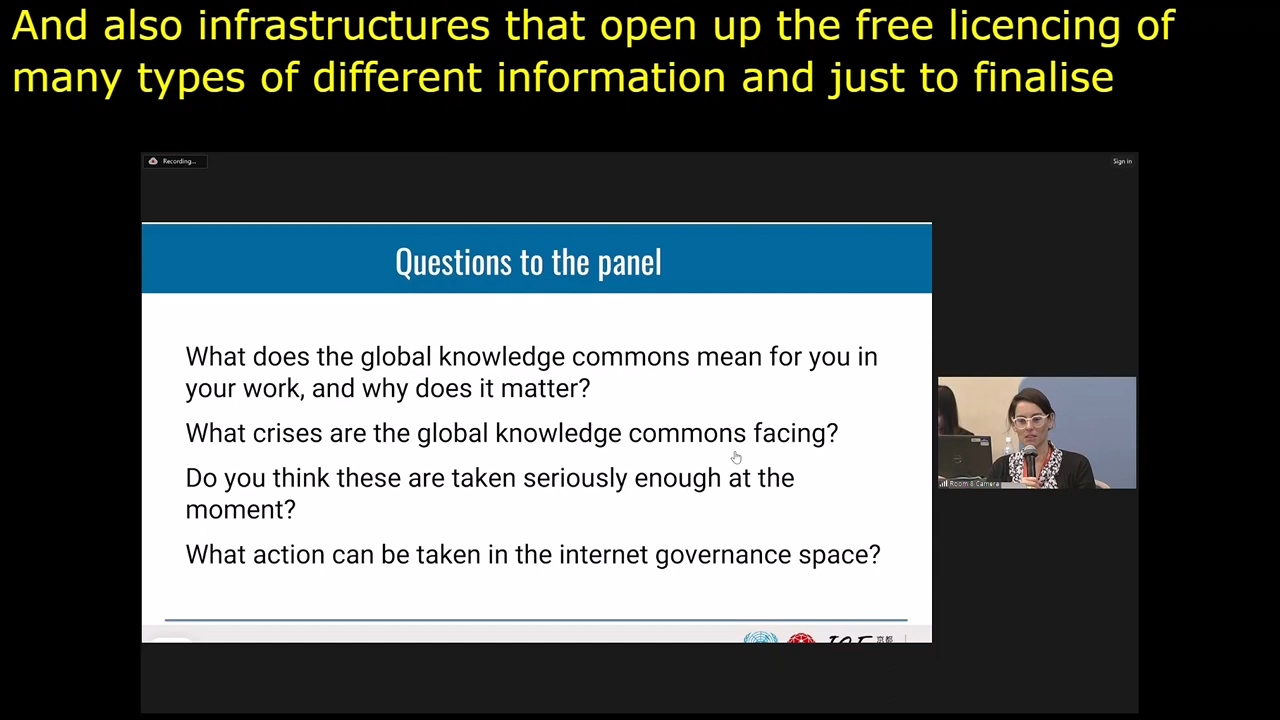 And also infrastructures that open up the free licencing of
many types of different information and just to finalise
Recording...
Sign in
Questions to the panel
What does the global knowledge commons mean for you in
your work, and why does it matter?
What crises are the global knowledge commons facing?
Do you think these are taken seriously enough at the
moment?
What action can be taken in the internet governance space?
Room 8 Camera